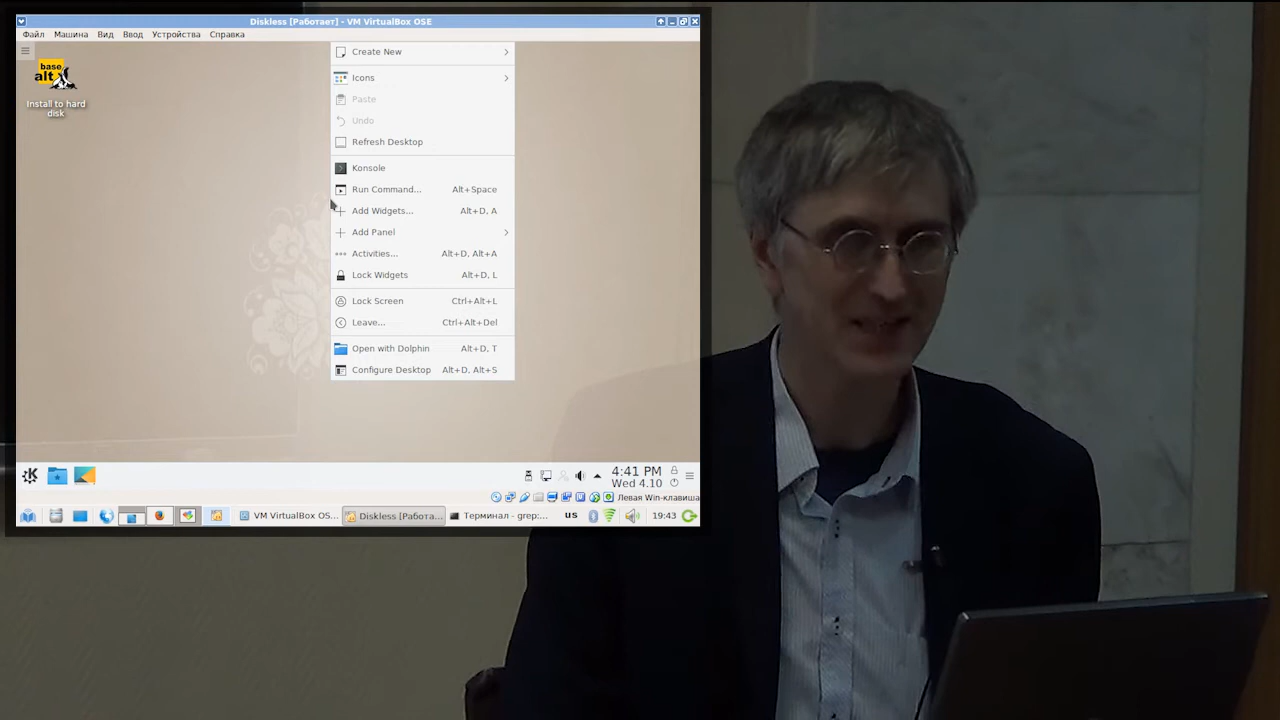 Diskless [Работает] - VM VirtualBox OSE
Файл Машина Вид Ввод Устройства Справка
base
alt
Install to hard
disk
Create New
Icons
Paste
Undo
Refresh Desktop
Konsole
Run Command... Alt+Space
Add Widgets... Alt+D, A
Add Panel
Activities... Alt+D, Alt+A
Lock Widgets Alt+D, L
Lock Screen Ctrl+Alt+L
Leave... Ctrl+Alt+Del
Open with Dolphin Alt+D, T
Configure Desktop Alt+D, Alt+S
4:41 PM
Wed 4.10
Левая Win-клавиша
VM VirtualBox OS... Diskless [Работа... Терминал - grep:... us 19:43